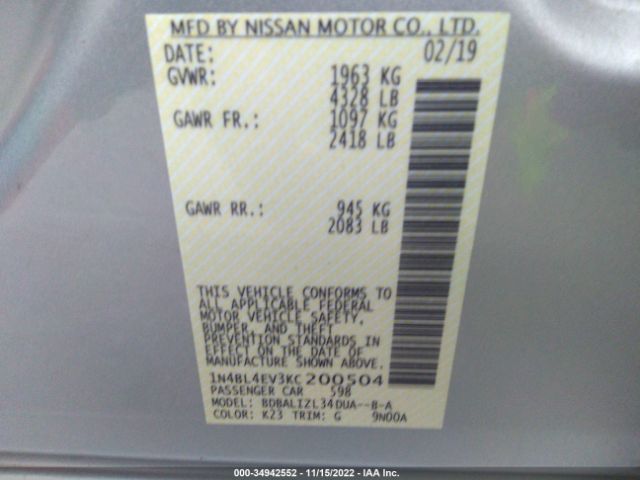 MFD BY NISSAN MOTOR CO., LTD.
DATE: 02/19
GVWR: 1963 KG
4328 LB
GAWR FR.: 1097 KG
2418 LB
GAWR RR.: 945 KG
2083 LB
THIS VEHICLE CONFORMS TO
ALL APPLICABLE FEDERAL
MOTOR VEHICLE SAFETY,
BUMPER, AND THEFT
PREVENTION STANDARDS IN
EFFECT ON THE DATE OF
MANUFACTURE SHOWN ABOVE.
1N4BL4EV3KC200504
PASSENGER CAR 598
MODEL: BDBALIZL34DUA--B-A
COLOR: K23 TRIM: G 9N00A
000-34942552 - 11/15/2022 - IAA Inc.